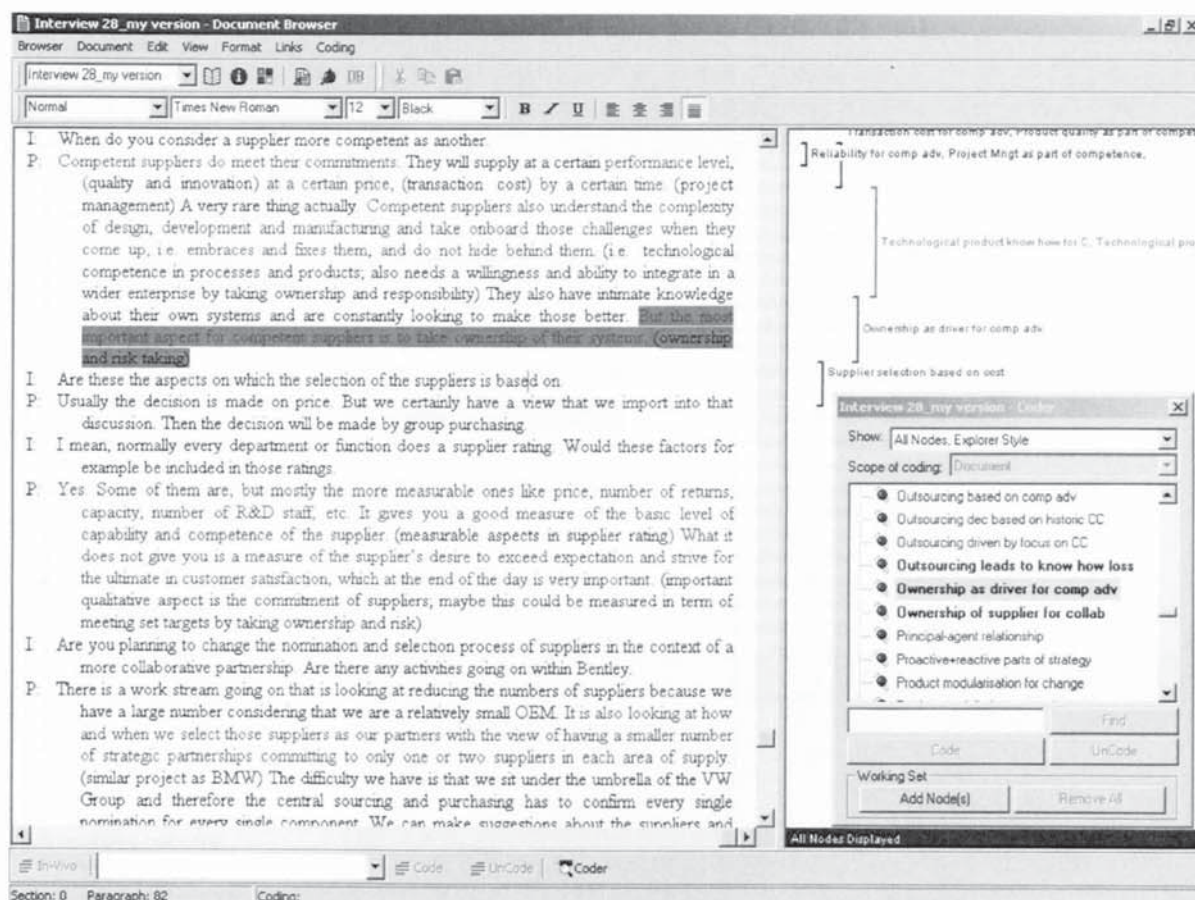 Interview 28_my version - Document Browser
Browser Document Edit View Format Links Coding
Interview 28_my version DB
Normal Times New Roman 12 Black B I U
I: When do you consider a supplier more competent as another.
P: Competent suppliers do meet their commitments. They will supply at a certain performance level,
(quality and innovation) at a certain price, (transaction cost) by a certain time. (project
management) A very rare thing actually. Competent suppliers also understand the complexity
of design, development and manufacturing and take onboard those challenges when they
come up, i.e. embraces and fixes them, and do not hide behind them. (i.e. technological
competence in processes and products; also needs a willingness and ability to integrate in a
wider enterprise by taking ownership and responsibility) They also have intimate knowledge
about their own systems and are constantly looking to make those better. But the most
important aspect for competent suppliers is to take ownership of their systems. (ownership
and risk taking)
I: Are these the aspects on which the selection of the suppliers is based on.
P: Usually the decision is made on price. But we certainly have a view that we import into that
discussion. Then the decision will be made by group purchasing.
I: I mean, normally every department or function does a supplier rating. Would these factors for
example be included in those ratings.
P: Yes. Some of them are, but mostly the more measurable ones like price, number of returns,
capacity, number of R&D staff, etc. It gives you a good measure of the basic level of
capability and competence of the supplier. (measurable aspects in supplier rating) What it
does not give you is a measure of the supplier's desire to exceed expectation and strive for
the ultimate in customer satisfaction, which at the end of the day is very important. (important
qualitative aspect is the commitment of suppliers; maybe this could be measured in term of
meeting set targets by taking ownership and risk)
I: Are you planning to change the nomination and selection process of suppliers in the context of a
more collaborative partnership. Are there any activities going on within Bentley.
P: There is a work stream going on that is looking at reducing the numbers of suppliers because we
have a large number considering that we are a relatively small OEM. It is also looking at how
and when we select those suppliers as our partners with the view of having a smaller number
of strategic partnerships committing to only one or two suppliers in each area of supply.
(similar project as BMW) The difficulty we have is that we sit under the umbrella of the VW
Group and therefore the central sourcing and purchasing has to confirm every single
nomination for every single component. We can make suggestions about the suppliers and
Transaction cost for comp adv, Product quality as part of compet
Reliability for comp adv, Project Mngt as part of competence,
Technological product know how for C, Technological pro
Ownership as driver for comp adv
Supplier selection based on cost
Interview 28_my version - Coder
Show: All Nodes, Explorer Style
Scope of coding: Document
Outsourcing based on comp adv
Outsourcing dec based on historic CC
Outsourcing driven by focus on CC
Outsourcing leads to know how loss
Ownership as driver for comp adv
Ownership of supplier for collab
Principal-agent relationship
Proactive+reactive parts of strategy
Product modularisation for change
Find
Code UnCode
Working Set
Add Node(s) Remove All
All Nodes Displayed
In-Vivo Code UnCode Coder
Section: 0 Paragraph: 82 Coding: